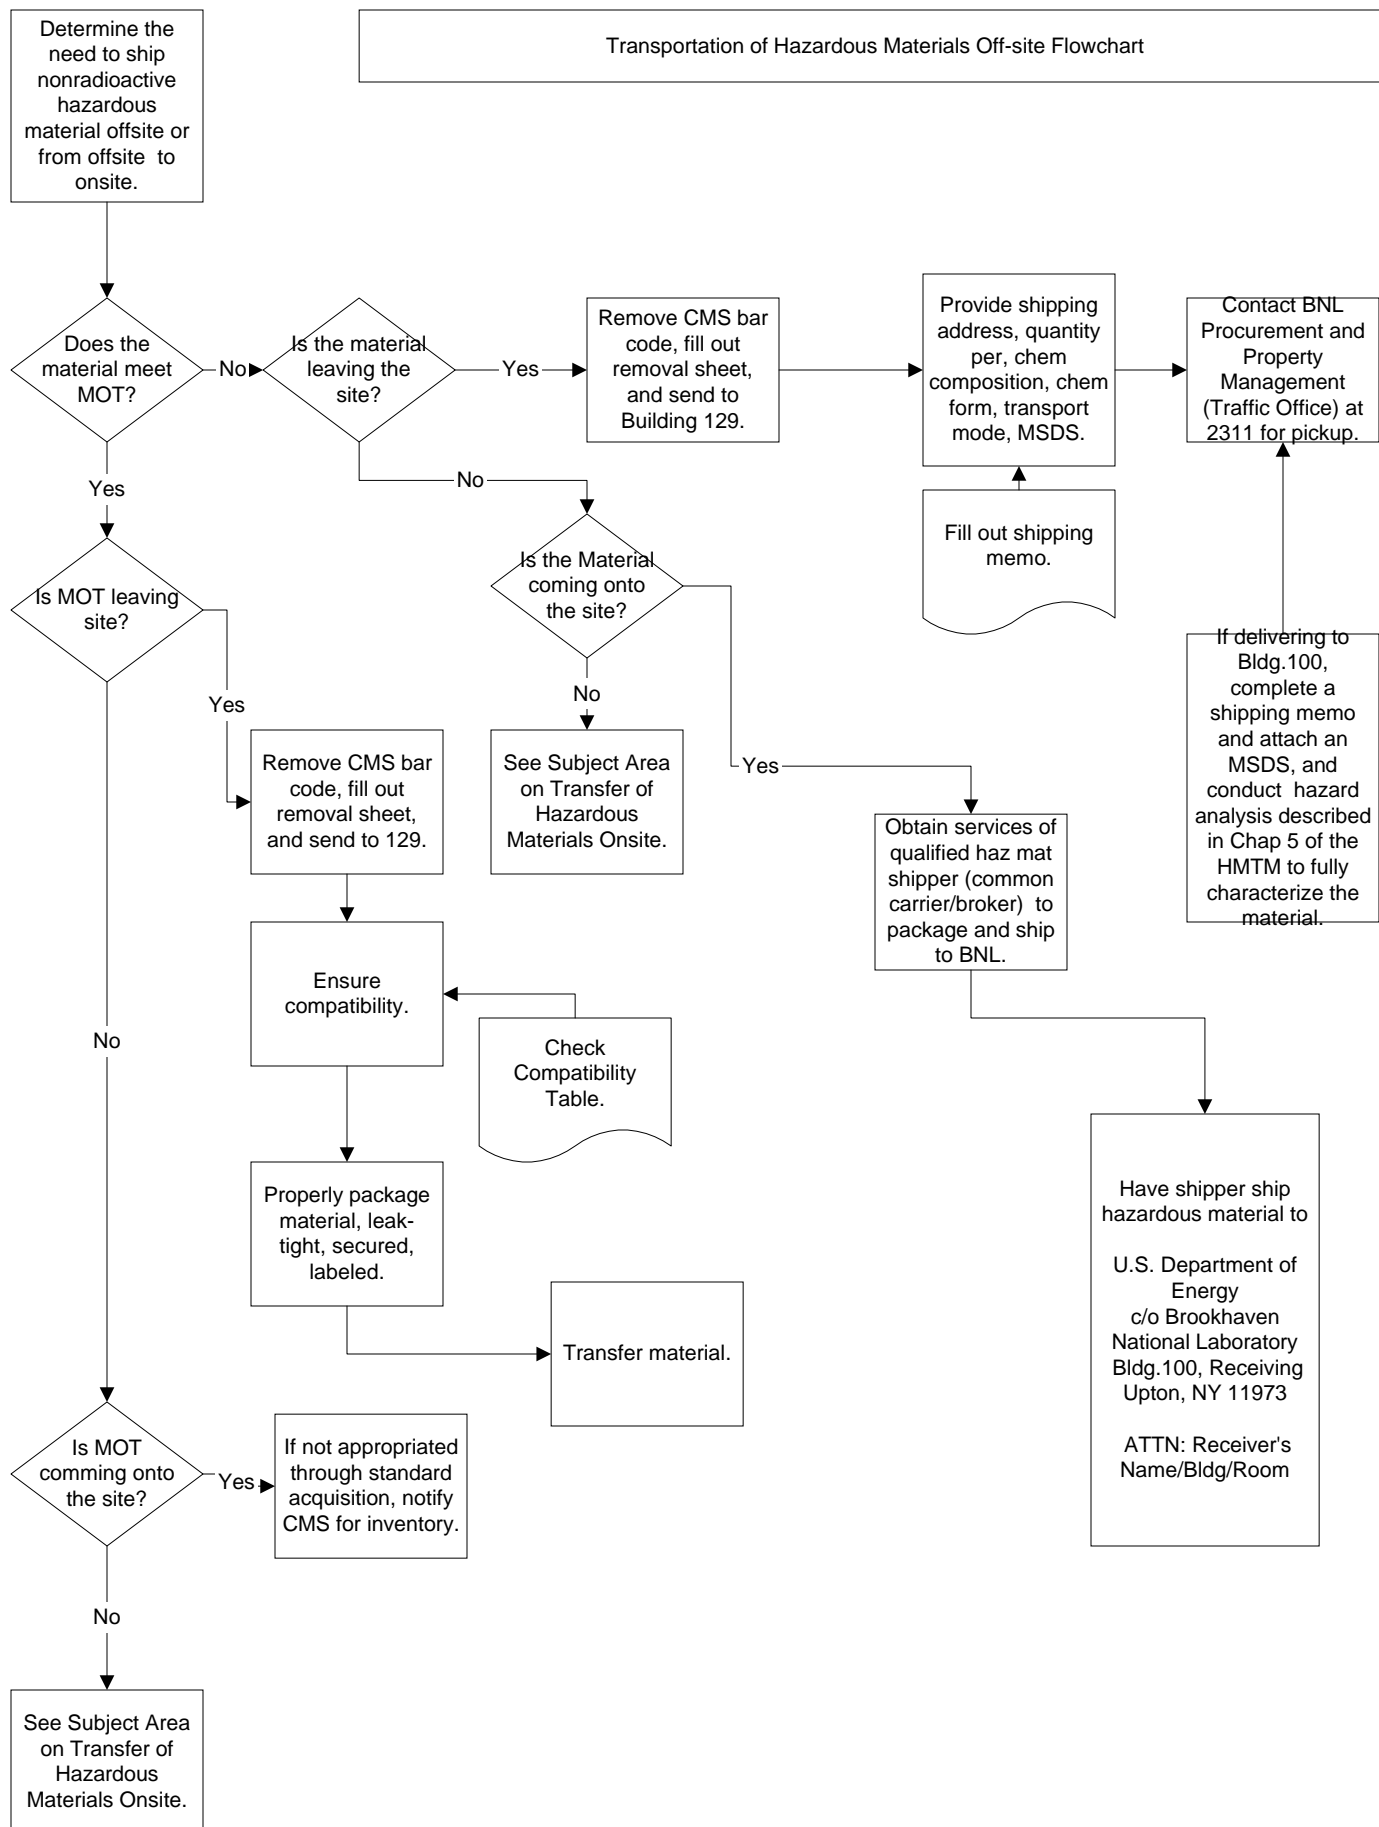 Determine the
need to ship
nonradioactive
hazardous
material offsite or
from offsite to
onsite.
Transportation of Hazardous Materials Off-site Flowchart
Does the
material meet
MOT?
No
Is the material
leaving the
site?
Yes
Remove CMS bar
code, fill out
removal sheet,
and send to
Building 129.
Provide shipping
address, quantity
per, chem
composition, chem
form, transport
mode, MSDS.
Contact BNL
Procurement and
Property
Management
(Traffic Office) at
2311 for pickup.
Yes
No
Fill out shipping
memo.
Is MOT leaving
site?
Is the Material
coming onto
the site?
If delivering to
Bldg.100,
complete a
shipping memo
and attach an
MSDS, and
conduct hazard
analysis described
in Chap 5 of the
HMTM to fully
characterize the
material.
Yes
No
Remove CMS bar
code, fill out
removal sheet,
and send to 129.
See Subject Area
on Transfer of
Hazardous
Materials Onsite.
Yes
Obtain services of
qualified haz mat
shipper (common
carrier/broker) to
package and ship
to BNL.
Ensure
compatibility.
No
Check
Compatibility
Table.
Properly package
material, leak-
tight, secured,
labeled.
Transfer material.
Have shipper ship
hazardous material to
U.S. Department of
Energy
c/o Brookhaven
National Laboratory
Bldg.100, Receiving
Upton, NY 11973
ATTN: Receiver's
Name/Bldg/Room
Is MOT
comming onto
the site?
Yes
If not appropriated
through standard
acquisition, notify
CMS for inventory.
No
See Subject Area
on Transfer of
Hazardous
Materials Onsite.